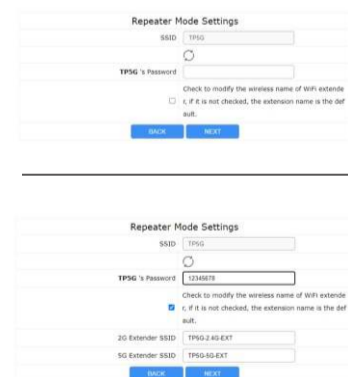 Repeater Mode Settings
SSID TP5G
TP5G 's Password
Check to modify the wireless name of WiFi extende
r, if it is not checked, the extension name is the def
ault.
BACK NEXT
Repeater Mode Settings
SSID TP5G
TP5G 's Password 12345678
Check to modify the wireless name of WiFi extende
r, if it is not checked, the extension name is the def
ault.
2G Extender SSID TP5G-2.4G-EXT
5G Extender SSID TP5G-5G-EXT
BACK NEXT